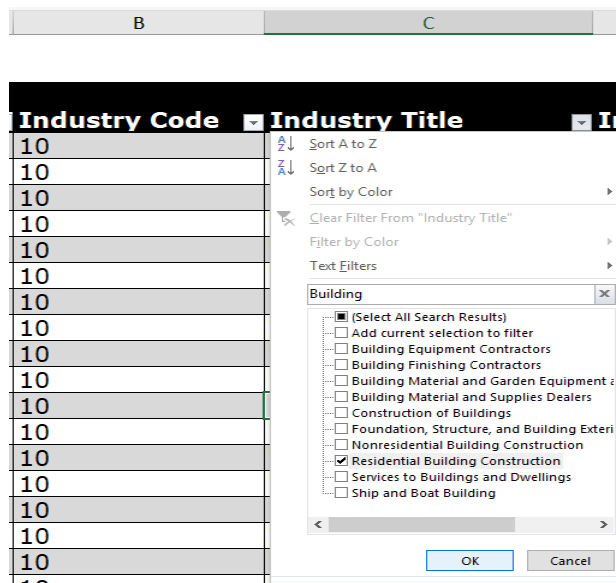 B C
Industry Code Industry Title
10
Sort A to Z
10
Sort Z to A
10
Sort by Color
10
Clear Filter From "Industry Title"
10
Filter by Color
10
Text Filters
10
Building
10
(Select All Search Results)
Add current selection to filter
10
Building Equipment Contractors
Building Finishing Contractors
10
Building Material and Garden Equipment
Building Material and Supplies Dealers
10
Construction of Buildings
10
Foundation, Structure, and Building Exteri
Nonresidential Building Construction
10
Residential Building Construction
Services to Buildings and Dwellings
10
Ship and Boat Building
10
10
10
OK Cancel